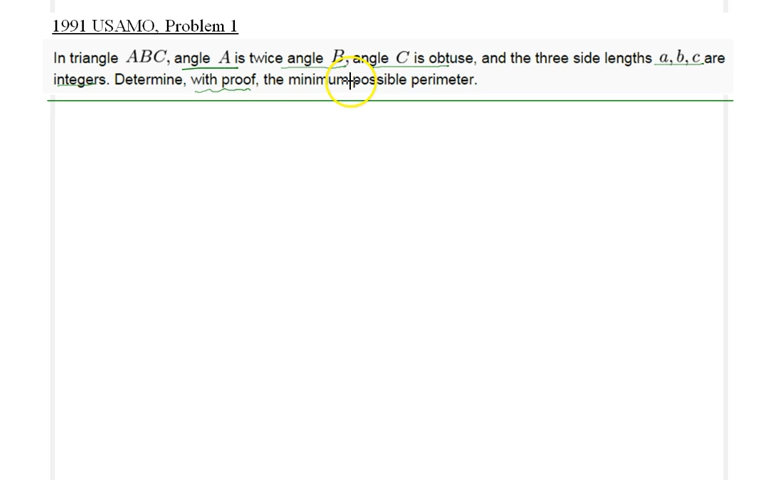 1991 USAMO, Problem 1
In triangle ABC, angle A is twice angle B, angle C is obtuse, and the three side lengths a, b, c are
integers. Determine, with proof, the minimum possible perimeter.